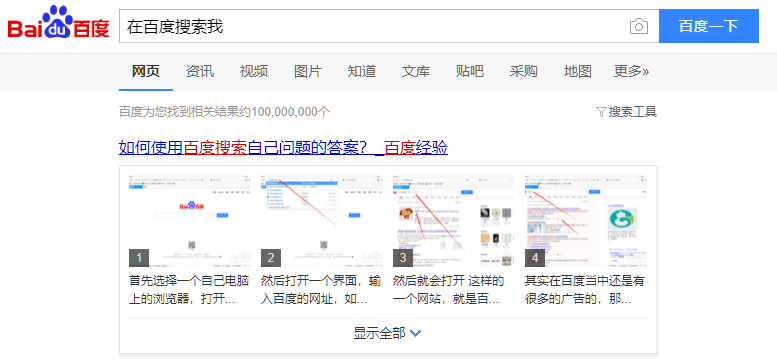 Bai du 百度
在百度搜索我
百度一下
网页 资讯 视频 图片 知道 文库 贴吧 采购 地图 更多»
百度为您找到相关结果约100,000,000个
搜索工具
如何使用百度搜索自己问题的答案？_百度经验
Bai du 百度
1 2 3 4
首先选择一个自己电脑 然后打开一个界面，输 然后就会打开 这样的 其实在百度当中还是有
上的浏览器，打开... 入百度的网址，如... 一个网站，就是百... 很多的广告的，那...
显示全部